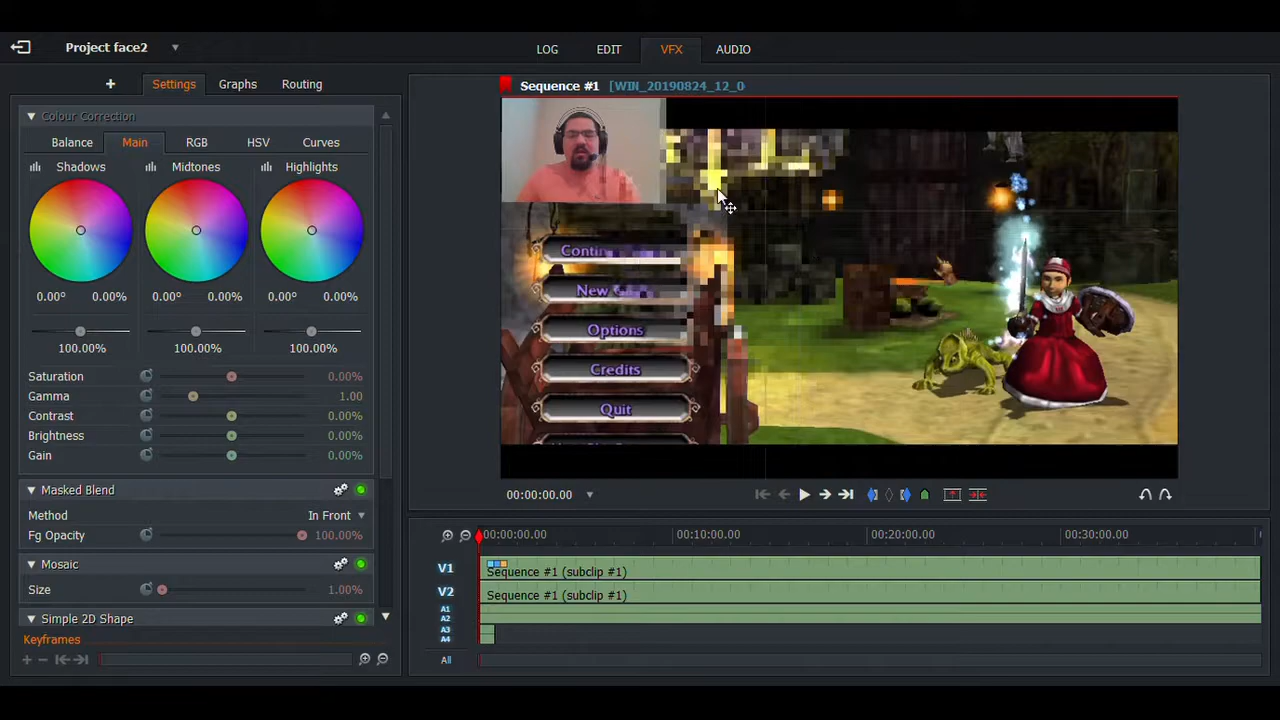 Project face2
LOG
EDIT
VFX
AUDIO
Settings
Graphs
Routing
Sequence #1 [WIN_20190824_12_0
Colour Correction
Balance
Main
RGB
HSV
Curves
Shadows
Midtones
Highlights
0.00º 0.00%
0.00º 0.00%
0.00º 0.00%
100.00%
100.00%
100.00%
Saturation 0.00%
Gamma 1.00
Contrast 0.00%
Brightness 0.00%
Gain 0.00%
Masked Blend
Method In Front
Fg Opacity 100.00%
Mosaic
Size 1.00%
Simple 2D Shape
Keyframes
Contin
New
Options
Credits
Quit
00:00:00.00
00:00:00.00
00:10:00.00
00:20:00.00
00:30:00.00
V1 Sequence #1 (subclip #1)
V2 Sequence #1 (subclip #1)
A1
A2
A3
A4
All